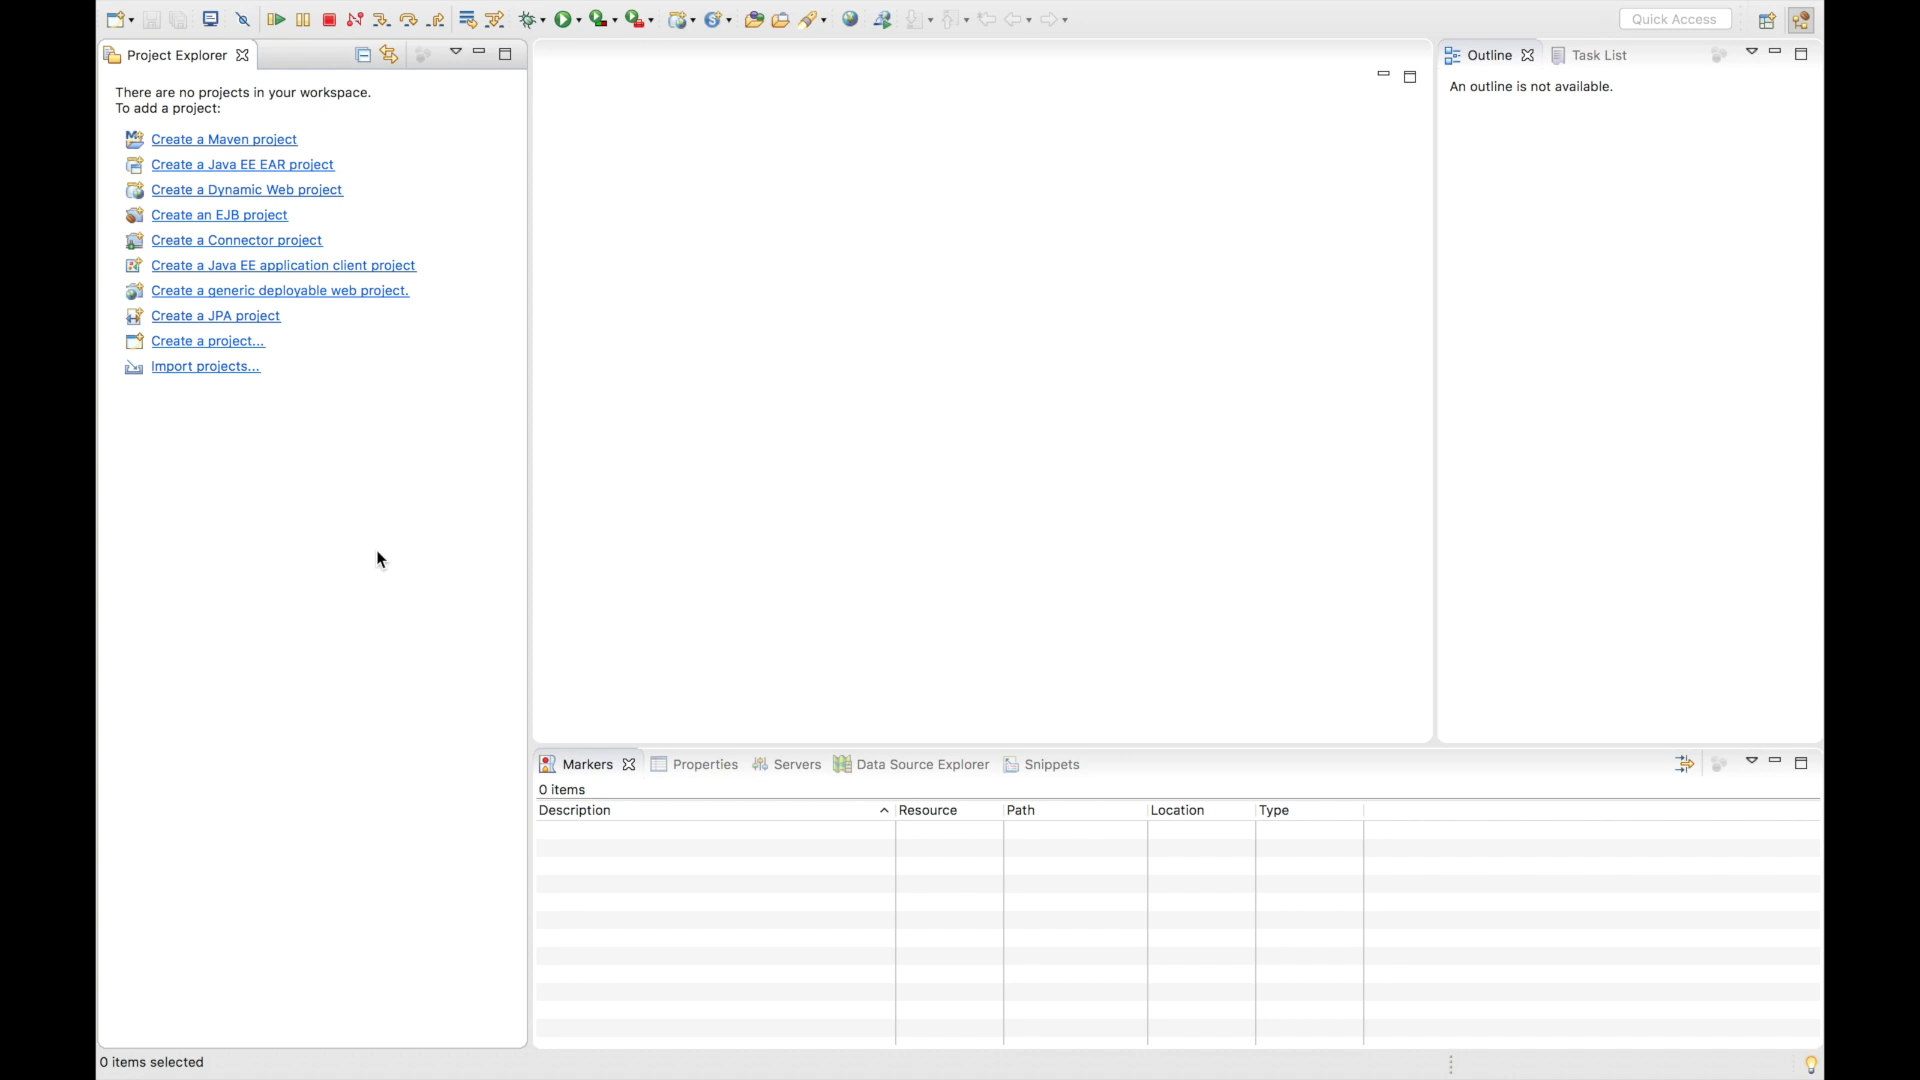 Quick Access
Project Explorer
There are no projects in your workspace.
To add a project:
Create a Maven project
Create a Java EE EAR project
Create a Dynamic Web project
Create an EJB project
Create a Connector project
Create a Java EE application client project
Create a generic deployable web project.
Create a JPA project
Create a project...
Import projects...
Outline
Task List
An outline is not available.
Markers
Properties
Servers
Data Source Explorer
Snippets
0 items
Description
Resource
Path
Location
Type
0 items selected